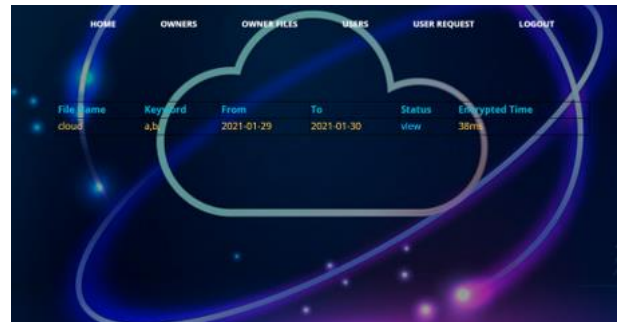 HOME OWNERS OWNER FILES USERS USER REQUEST LOGOUT
File Name Keyword From To Status Encrypted Time
cloud a,b, 2021-01-29 2021-01-30 view 38ms